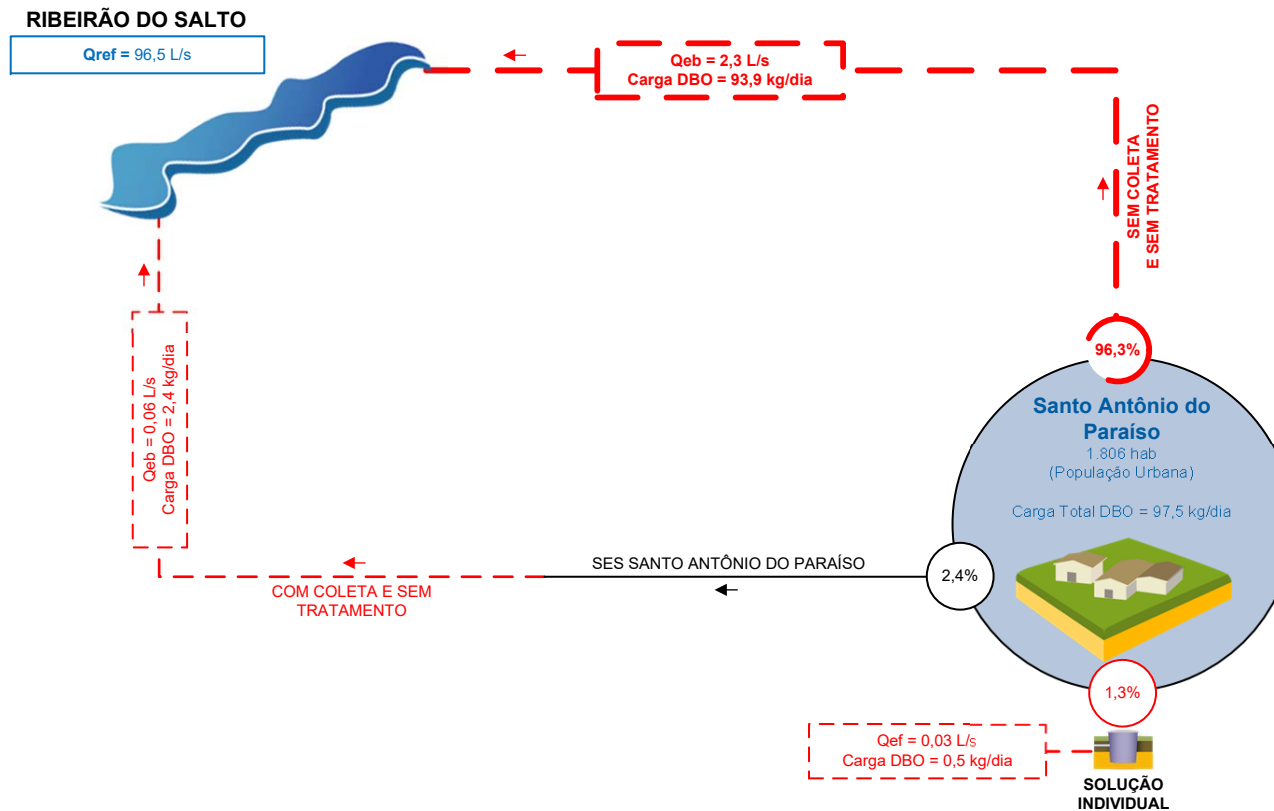 RIBEIRÃO DO SALTO
Qref = 96,5 L/s
Qeb = 2,3 L/s
Carga DBO = 93,9 kg/dia
SEM COLETA
E SEM TRATAMENTO
96,3%
Santo Antônio do
Paraíso
1.806 hab
(População Urbana)
Carga Total DBO = 97,5 kg/dia
Qeb = 0,06 L/s
Carga DBO = 2,4 kg/dia
SES SANTO ANTÔNIO DO PARAÍSO
2,4%
COM COLETA E SEM
TRATAMENTO
1,3%
Qef = 0,03 L/s
Carga DBO = 0,5 kg/dia
SOLUÇÃO
INDIVIDUAL